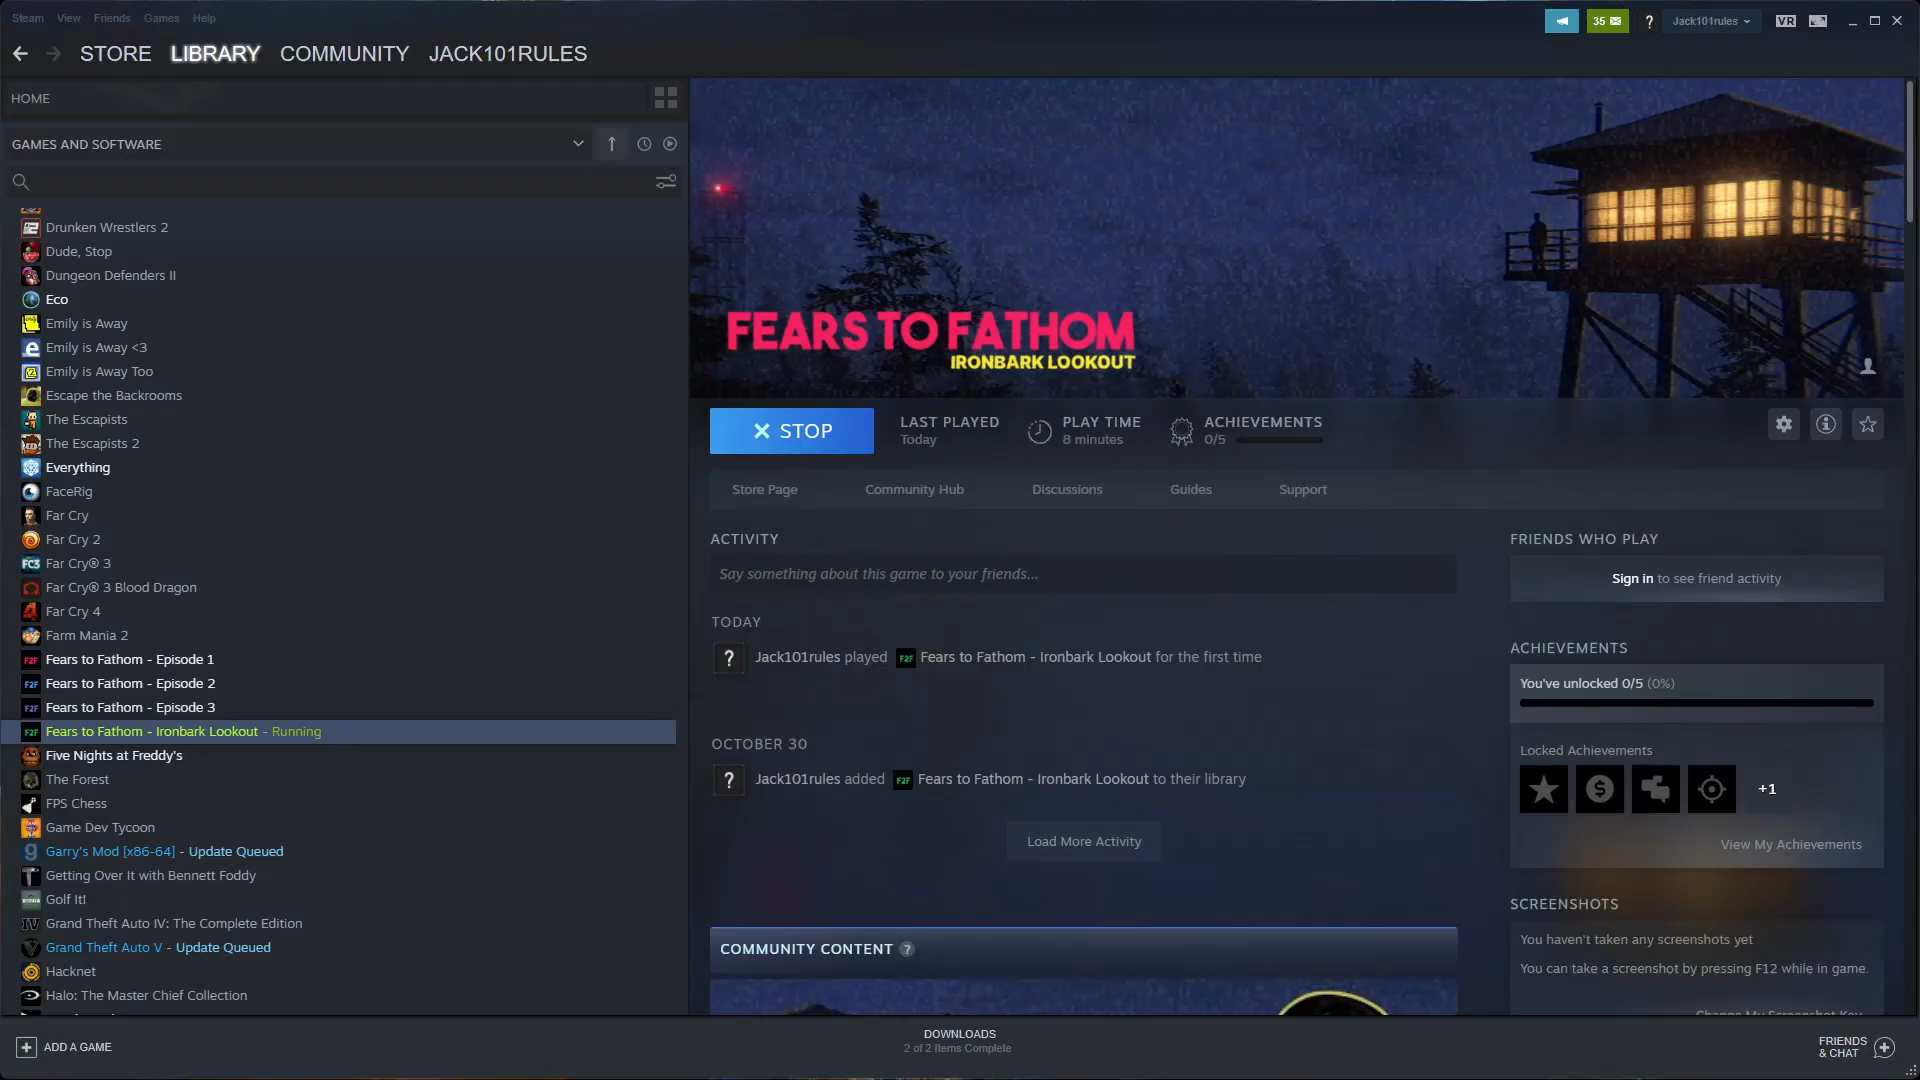 Steam View Friends Games Help
35
?
Jack101rules
VR
STORE LIBRARY COMMUNITY JACK101RULES
HOME
GAMES AND SOFTWARE
Drunken Wrestlers 2
Dude, Stop
Dungeon Defenders II
Eco
Emily is Away
Emily is Away <3
Emily is Away Too
Escape the Backrooms
The Escapists
The Escapists 2
Everything
FaceRig
Far Cry
Far Cry 2
FC3 Far Cry® 3
Far Cry® 3 Blood Dragon
Far Cry 4
Farm Mania 2
F2F Fears to Fathom - Episode 1
F2F Fears to Fathom - Episode 2
F2F Fears to Fathom - Episode 3
F2F Fears to Fathom - Ironbark Lookout - Running
Five Nights at Freddy's
The Forest
FPS Chess
Game Dev Tycoon
Garry's Mod [x86-64] - Update Queued
Getting Over It with Bennett Foddy
Golf It!
IV Grand Theft Auto IV: The Complete Edition
Grand Theft Auto V - Update Queued
Hacknet
Halo: The Master Chief Collection
FEARS TO FATHOM
IRONBARK LOOKOUT
STOP
LAST PLAYED
Today
PLAY TIME
8 minutes
ACHIEVEMENTS
0/5
Store Page Community Hub Discussions Guides Support
ACTIVITY
Say something about this game to your friends...
TODAY
? Jack101rules played F2F Fears to Fathom - Ironbark Lookout for the first time
OCTOBER 30
? Jack101rules added F2F Fears to Fathom - Ironbark Lookout to their library
Load More Activity
COMMUNITY CONTENT ?
FRIENDS WHO PLAY
Sign in to see friend activity
ACHIEVEMENTS
You've unlocked 0/5 (0%)
Locked Achievements
+1
View My Achievements
SCREENSHOTS
You haven't taken any screenshots yet
You can take a screenshot by pressing F12 while in game.
Change My Screenshot Key
ADD A GAME
DOWNLOADS
2 of 2 Items Complete
FRIENDS
& CHAT